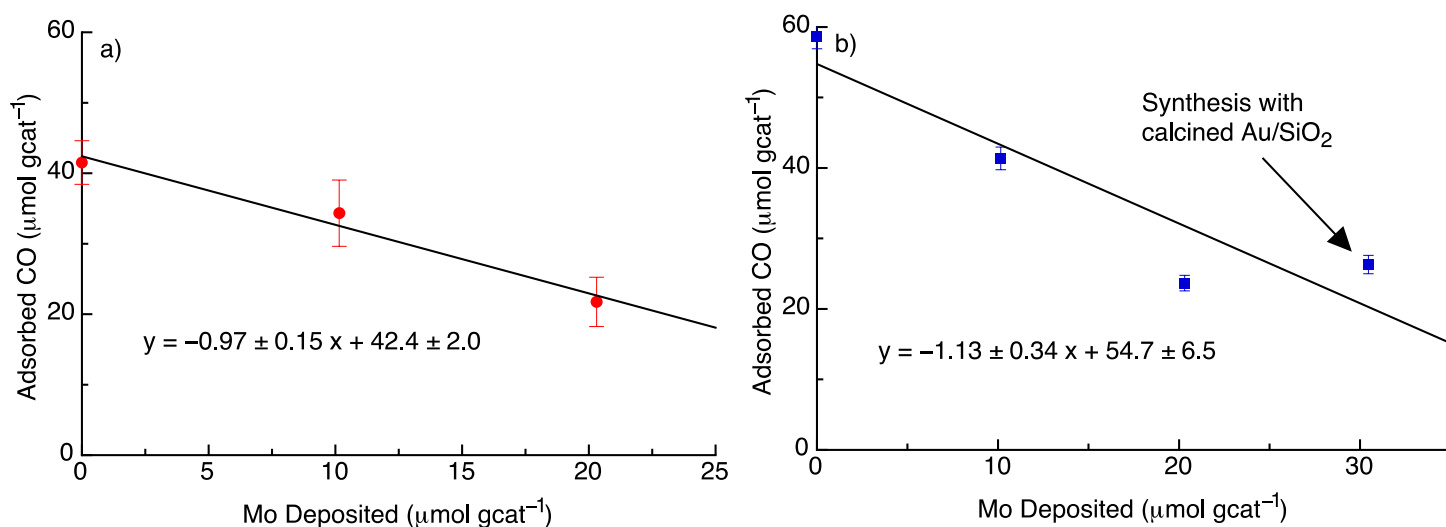 a)
60
40
20
0
Adsorbed CO (μmol gcat⁻¹)
y = −0.97 ± 0.15 x + 42.4 ± 2.0
0 5 10 15 20 25
Mo Deposited (μmol gcat⁻¹)
b)
60
40
20
0
Adsorbed CO (μmol gcat⁻¹)
Synthesis with
calcined Au/SiO₂
y = −1.13 ± 0.34 x + 54.7 ± 6.5
0 10 20 30
Mo Deposited (μmol gcat⁻¹)